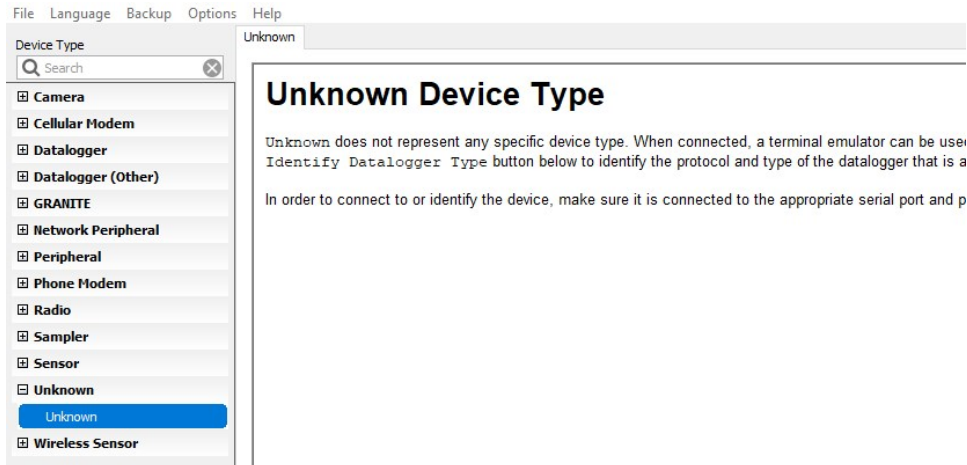 File Language Backup Options Help
Device Type
Search
Camera
Cellular Modem
Datalogger
Datalogger (Other)
GRANITE
Network Peripheral
Peripheral
Phone Modem
Radio
Sampler
Sensor
Unknown
Unknown
Wireless Sensor
Unknown
Unknown Device Type
Unknown does not represent any specific device type. When connected, a terminal emulator can be used
Identify Datalogger Type button below to identify the protocol and type of the datalogger that is a
In order to connect to or identify the device, make sure it is connected to the appropriate serial port and p